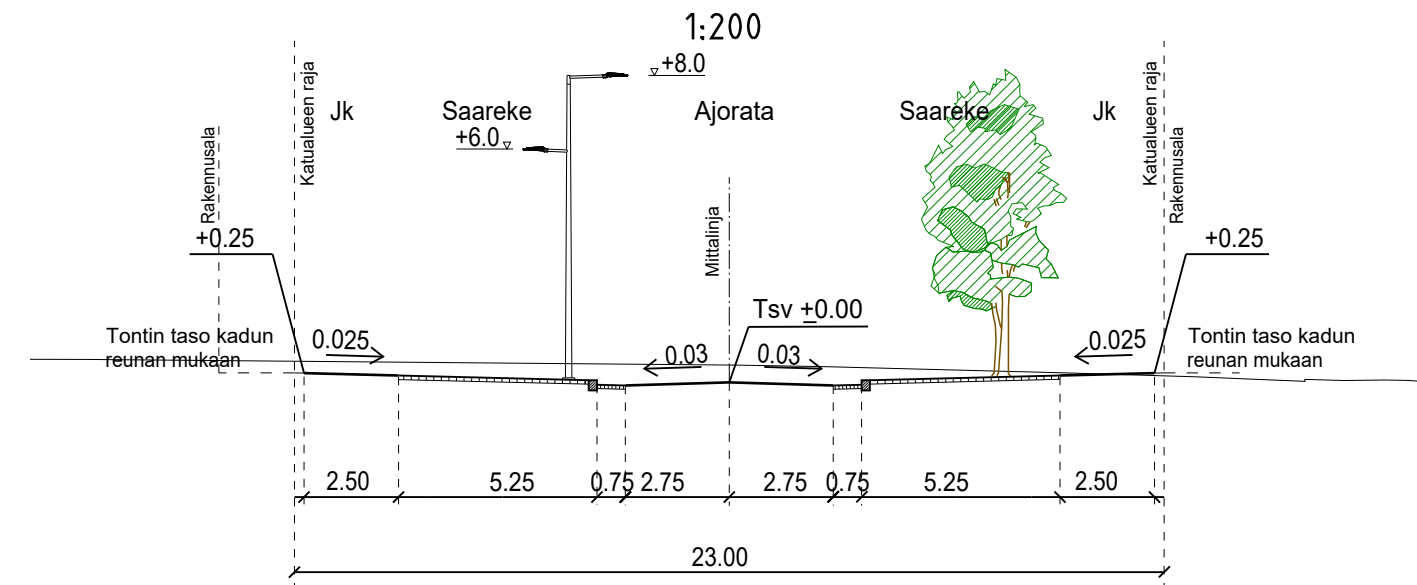 1:200
+8.0
Katualueen raja
Jk
Saareke
Ajorata
Saareke
Jk
Katualueen raja
+6.0
Rakennusala
Rakennusala
Mittalinja
+0.25
+0.25
Tsv ±0.00
Tontin taso kadun
reunan mukaan
0.025
0.03
0.03
0.025
Tontin taso kadun
reunan mukaan
2.50
5.25
0.75
2.75
2.75
0.75
5.25
2.50
23.00